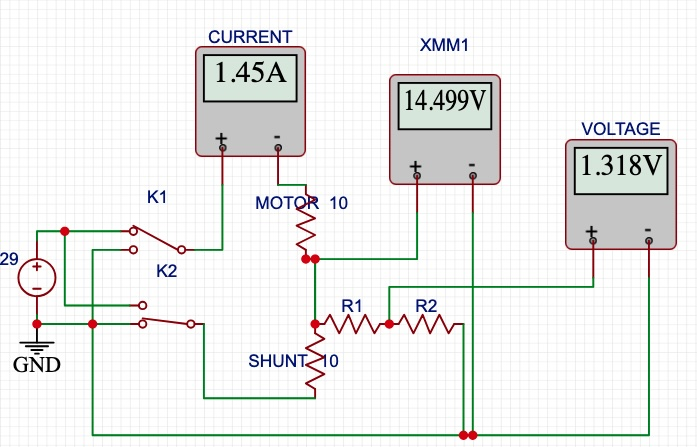 CURRENT
1.45A
+ -
XMM1
14.499V
+ -
VOLTAGE
1.318V
+ -
K1
MOTOR 10
K2
29
+
-
R1 R2
SHUNT 10
GND